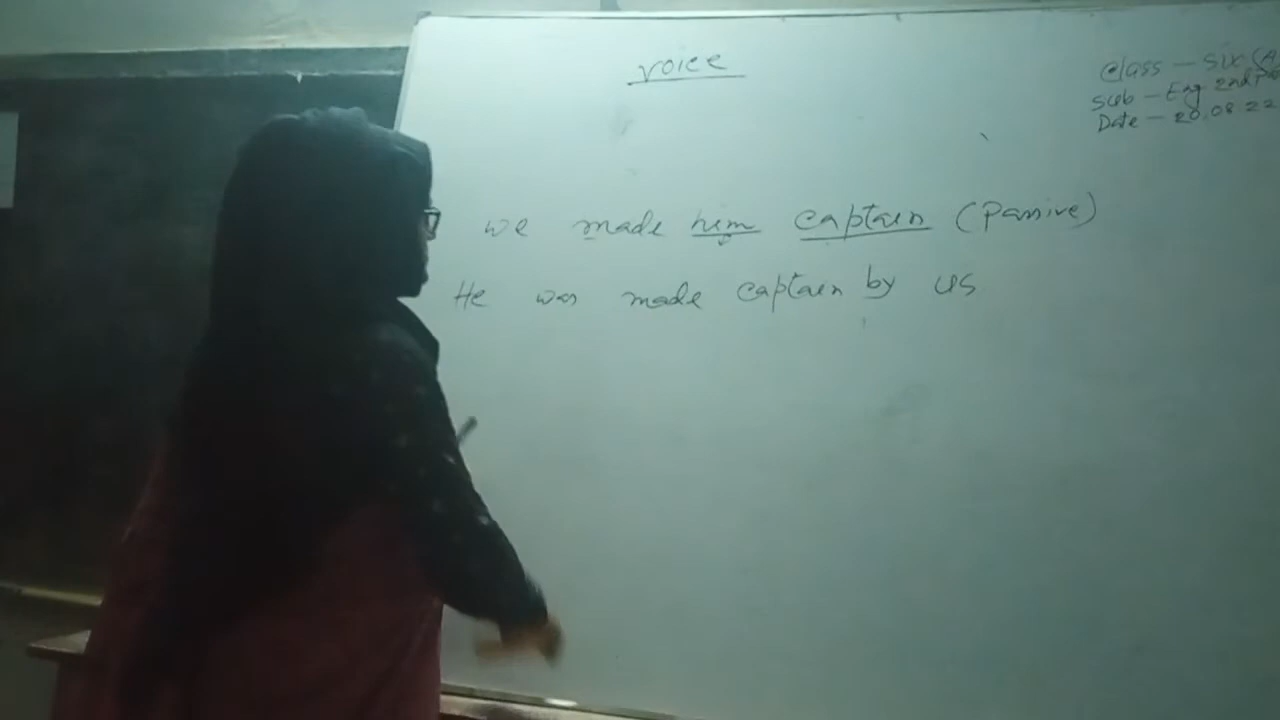 voice
class - six (A
Sub - Eng 2nd P
Date - 20.08.22
we made him captain (Passive)
He was made captain by us